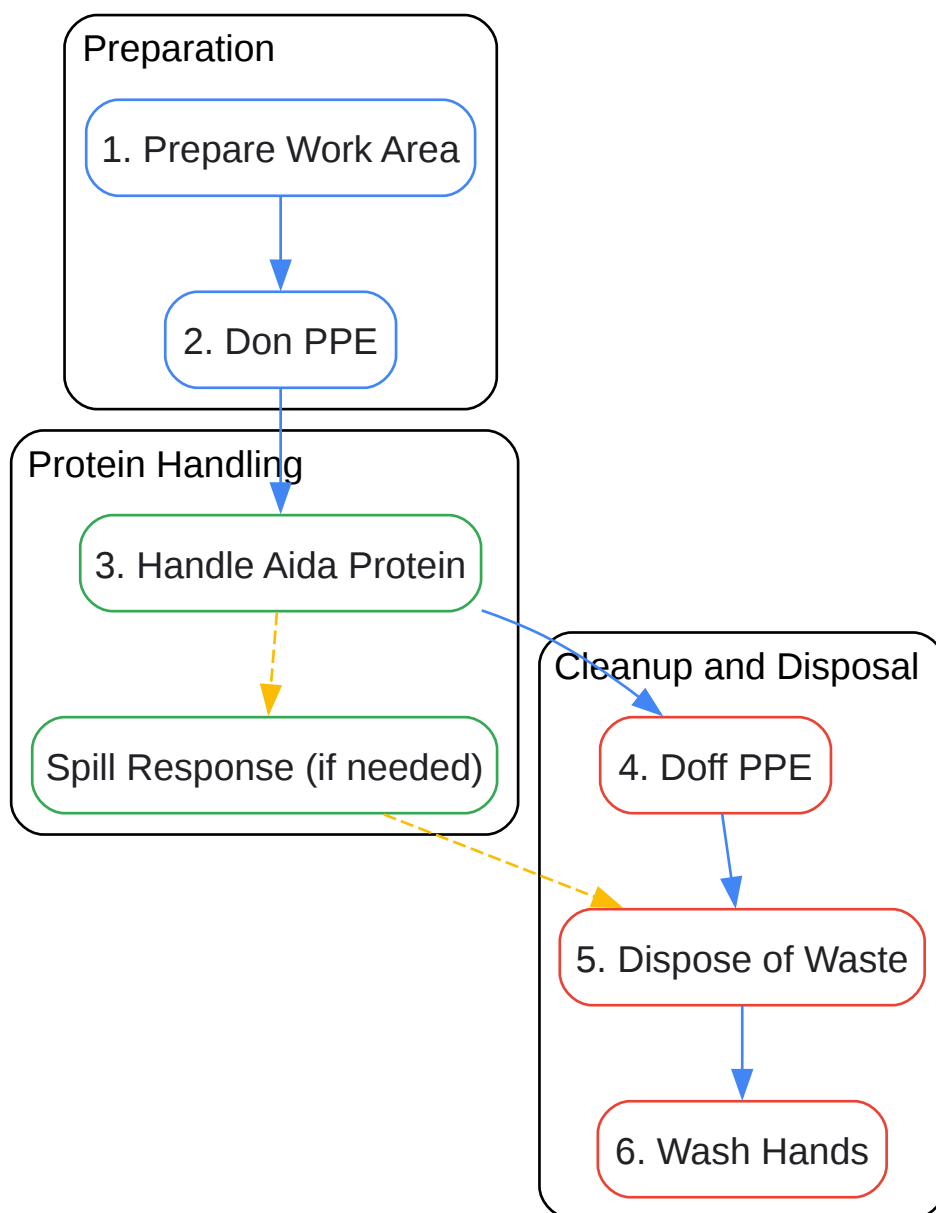 Preparation
1. Prepare Work Area
2. Don PPE
Protein Handling
3. Handle Aida Protein
Spill Response (if needed)
Cleanup and Disposal
4. Doff PPE
5. Dispose of Waste
6. Wash Hands